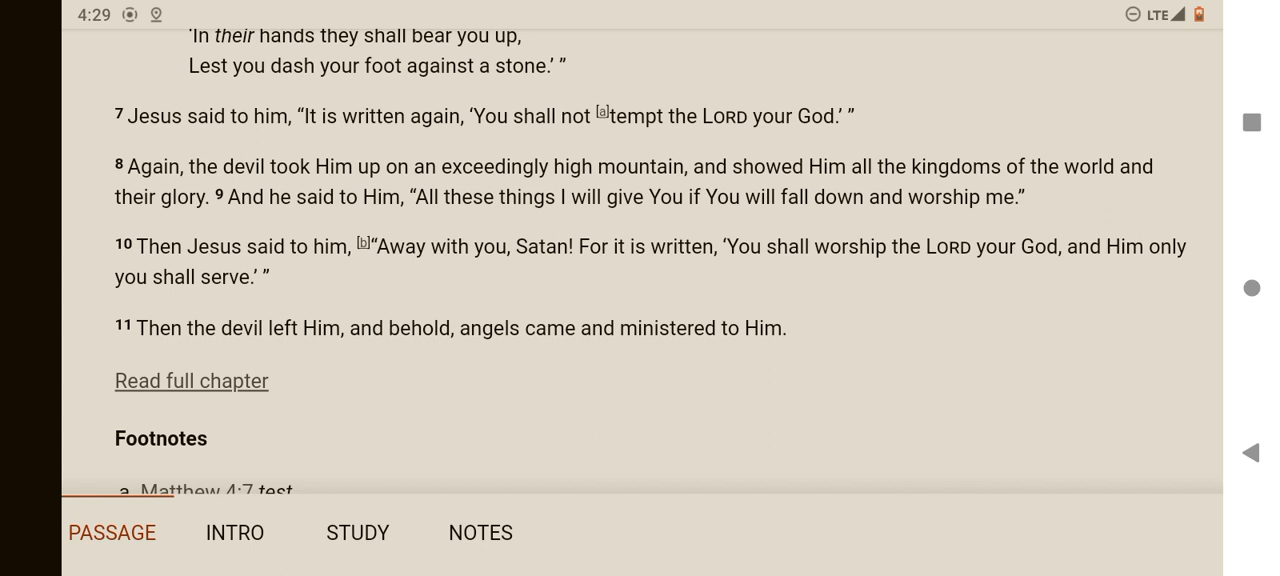 4:29 LTE
'In their hands they shall bear you up,
Lest you dash your foot against a stone.' ”
7 Jesus said to him, “It is written again, ‘You shall not [a]tempt the LORD your God.’ ”
8 Again, the devil took Him up on an exceedingly high mountain, and showed Him all the kingdoms of the world and
their glory. 9 And he said to Him, “All these things I will give You if You will fall down and worship me.”
10 Then Jesus said to him, [b]“Away with you, Satan! For it is written, ‘You shall worship the LORD your God, and Him only
you shall serve.’ ”
11 Then the devil left Him, and behold, angels came and ministered to Him.
Read full chapter
Footnotes
a. Matthew 4:7 test
PASSAGE INTRO STUDY NOTES